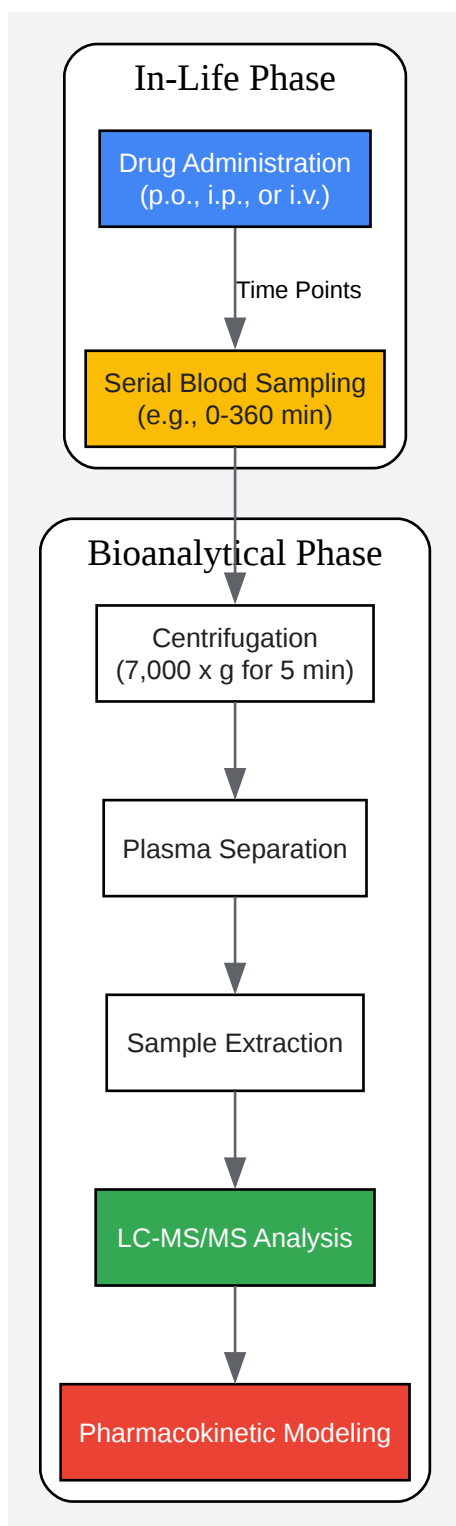 In-Life Phase
Drug Administration
(p.o., i.p., or i.v.)
Time Points
Serial Blood Sampling
(e.g., 0-360 min)
Bioanalytical Phase
Centrifugation
(7,000 x g for 5 min)
Plasma Separation
Sample Extraction
LC-MS/MS Analysis
Pharmacokinetic Modeling